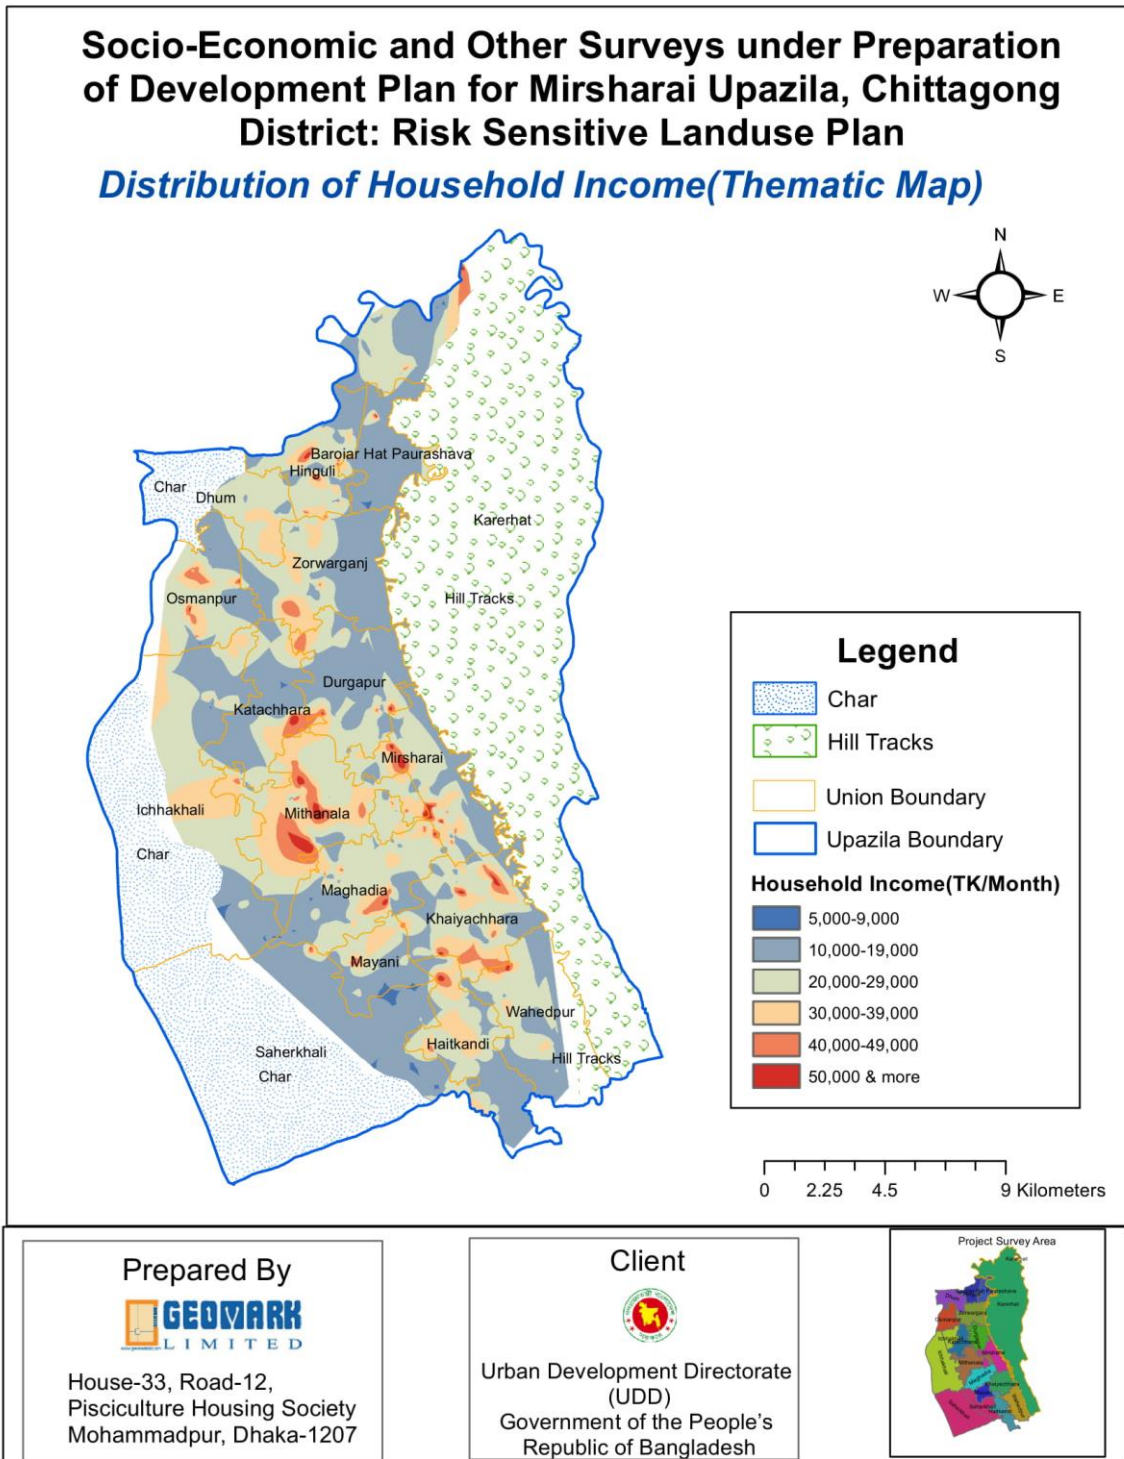 Socio-Economic and Other Surveys under Preparation
of Development Plan for Mirsharai Upazila, Chittagong
District: Risk Sensitive Landuse Plan
Distribution of Household Income(Thematic Map)
N
W
E
S
Baroiar Hat Paurashava
Hinguli
Char
Dhum
Karerhat
Zorwarganj
Osmanpur
Hill Tracks
Durgapur
Katachhara
Mirsharai
Ichhakhali
Mithanala
Char
Maghadia
Khaiyachhara
Mayani
Wahedpur
Haitkandi
Saherkhali
Char
Hill Tracks
Legend
Char
Hill Tracks
Union Boundary
Upazila Boundary
Household Income(TK/Month)
5,000-9,000
10,000-19,000
20,000-29,000
30,000-39,000
40,000-49,000
50,000 & more
0 2.25 4.5 9 Kilometers
Prepared By
GEOMARK
LIMITED
House-33, Road-12,
Pisciculture Housing Society
Mohammadpur, Dhaka-1207
Client
Urban Development Directorate
(UDD)
Government of the People's
Republic of Bangladesh
Project Survey Area